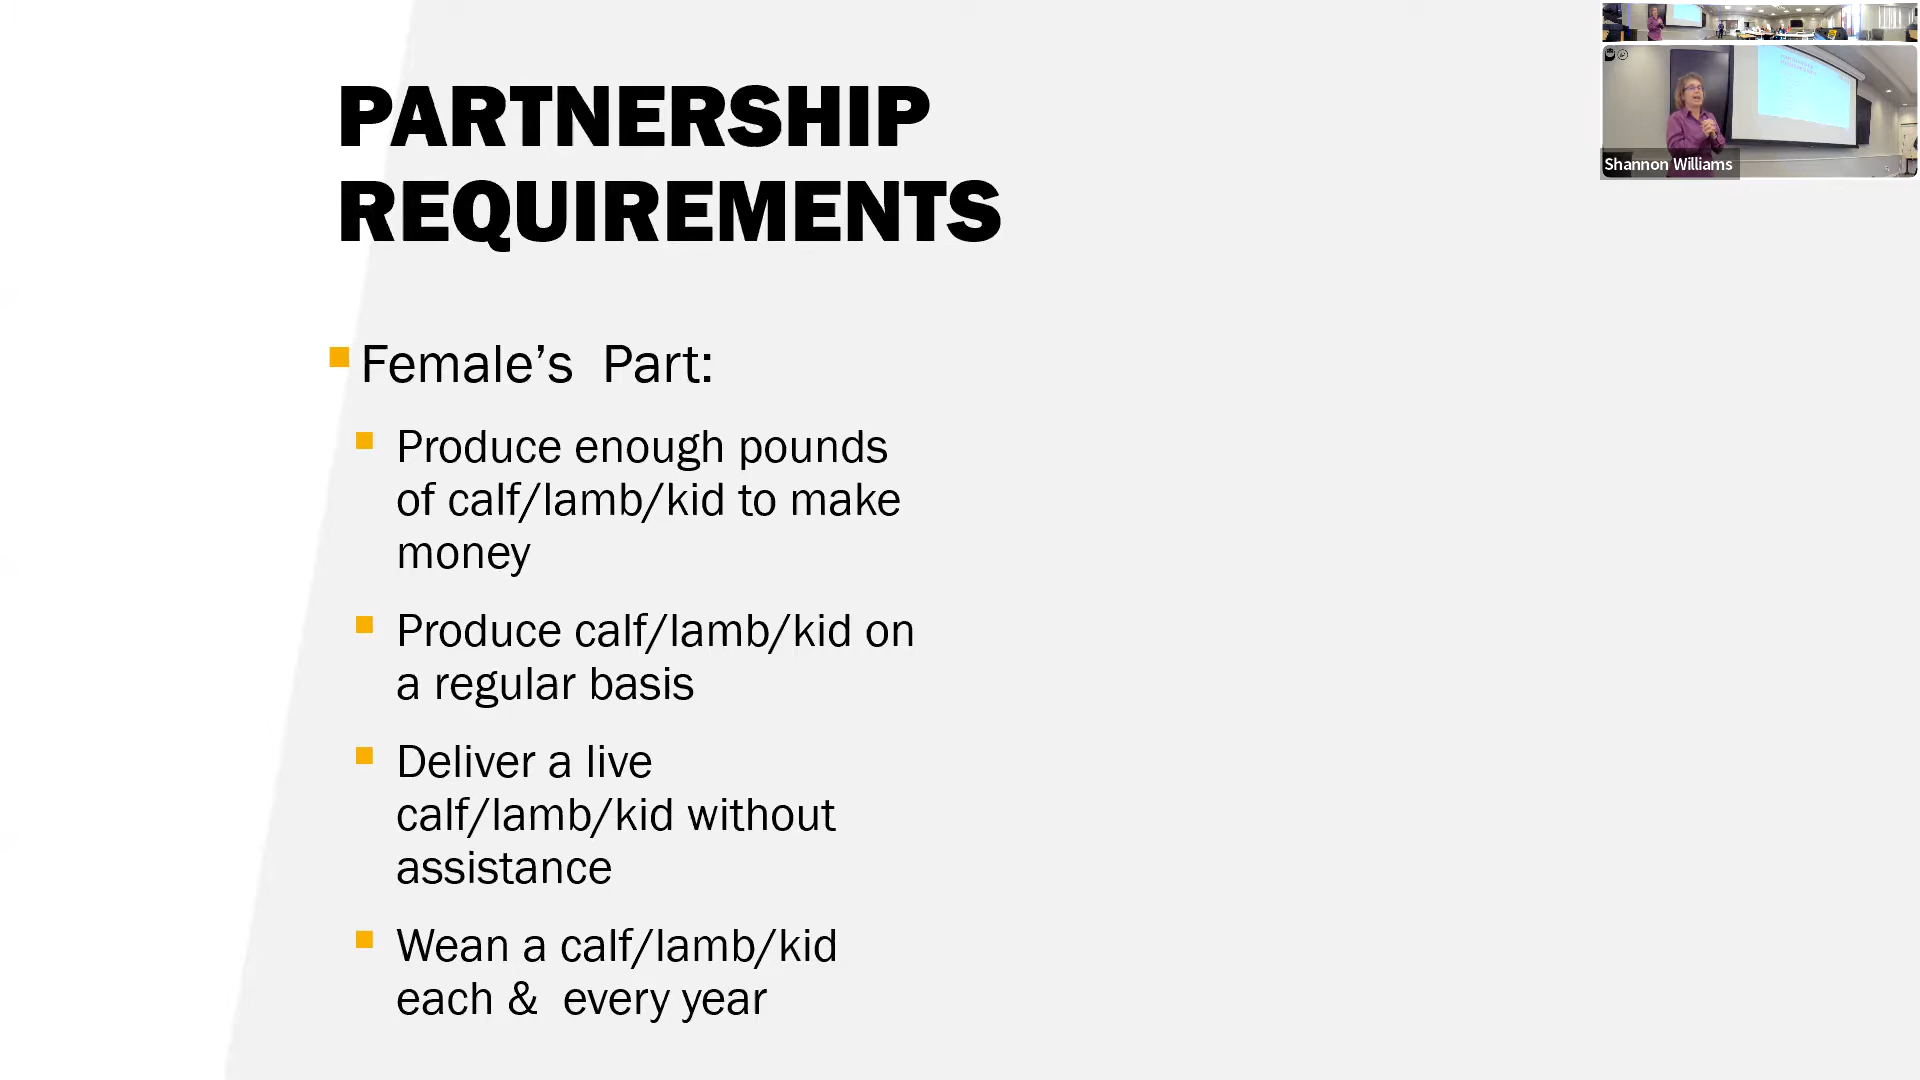 PARTNERSHIP
REQUIREMENTS
Female’s  Part:
Produce enough pounds
of calf/lamb/kid to make
money
Produce calf/lamb/kid on
a regular basis
Deliver a live
calf/lamb/kid without
assistance
Wean a calf/lamb/kid
each &  every year
Shannon Williams